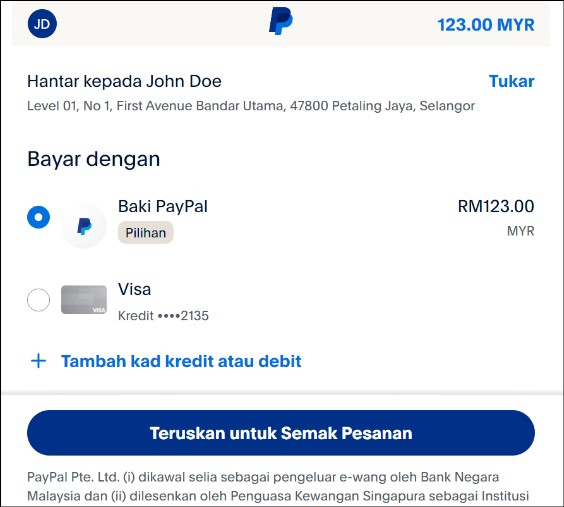 JD
123.00 MYR
Hantar kepada John Doe
Tukar
Level 01, No 1, First Avenue Bandar Utama, 47800 Petaling Jaya, Selangor
Bayar dengan
Baki PayPal
RM123.00
Pilihan
MYR
Visa
VISA
Kredit ••••2135
+ Tambah kad kredit atau debit
Teruskan untuk Semak Pesanan
PayPal Pte. Ltd. (i) dikawal selia sebagai pengeluar e-wang oleh Bank Negara
Malaysia dan (ii) dilesenkan oleh Penguasa Kewangan Singapura sebagai Institusi